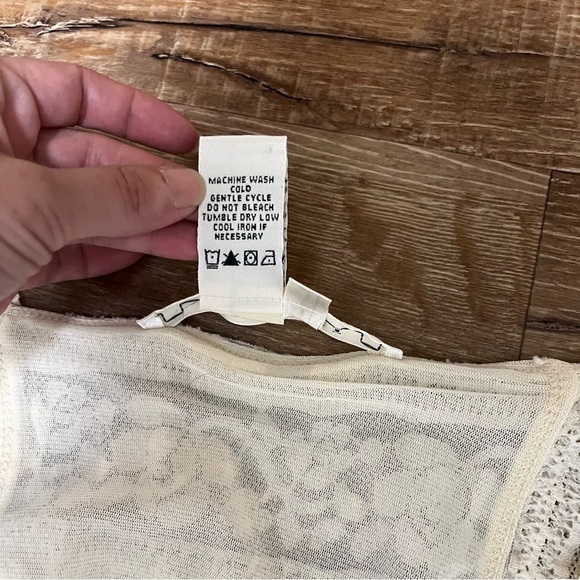 MACHINE WASH
COLD
GENTLE CYCLE
DO NOT BLEACH
TUMBLE DRY LOW
COOL IRON IF
NECESSARY